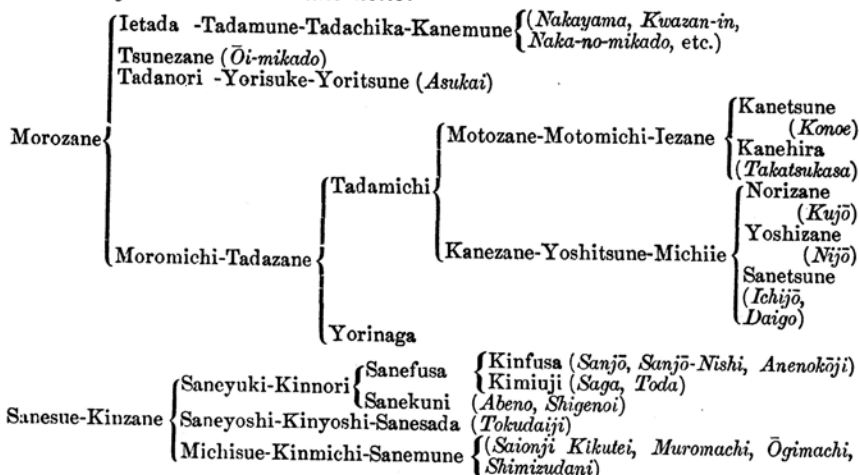 Ietada -Tadamune-Tadachika-Kanemune (Nakayama, Kwazan-in,
Naka-no-mikado, etc.)
Tsunezane (Ōi-mikado)
Tadanori -Yorisuke-Yoritsune (Asukai)
Morozane
Moromichi-Tadazane
Tadamichi
Motozane-Motomichi-Iezane
Kanetsune
(Konoe)
Kanehira
(Takatsukasa)
Kanezane-Yoshitsune-Michiie
Norizane
(Kujō)
Yoshizane
(Nijō)
Sanetsune
(Ichijō,
Daigo)
Yorinaga
Sanesue-Kinzane
Saneyuki-Kinnori
Sanefusa
Kinfusa (Sanjō, Sanjō-Nishi, Anenokōji)
Kimiuji (Saga, Toda)
Sanekuni (Abeno, Shigenoi)
Saneyoshi-Kinyoshi-Sanesada (Tokudaiji)
Michisue-Kinmichi-Sanemune (Saionji Kikutei, Muromachi, Ōgimachi,
Shimizudani)